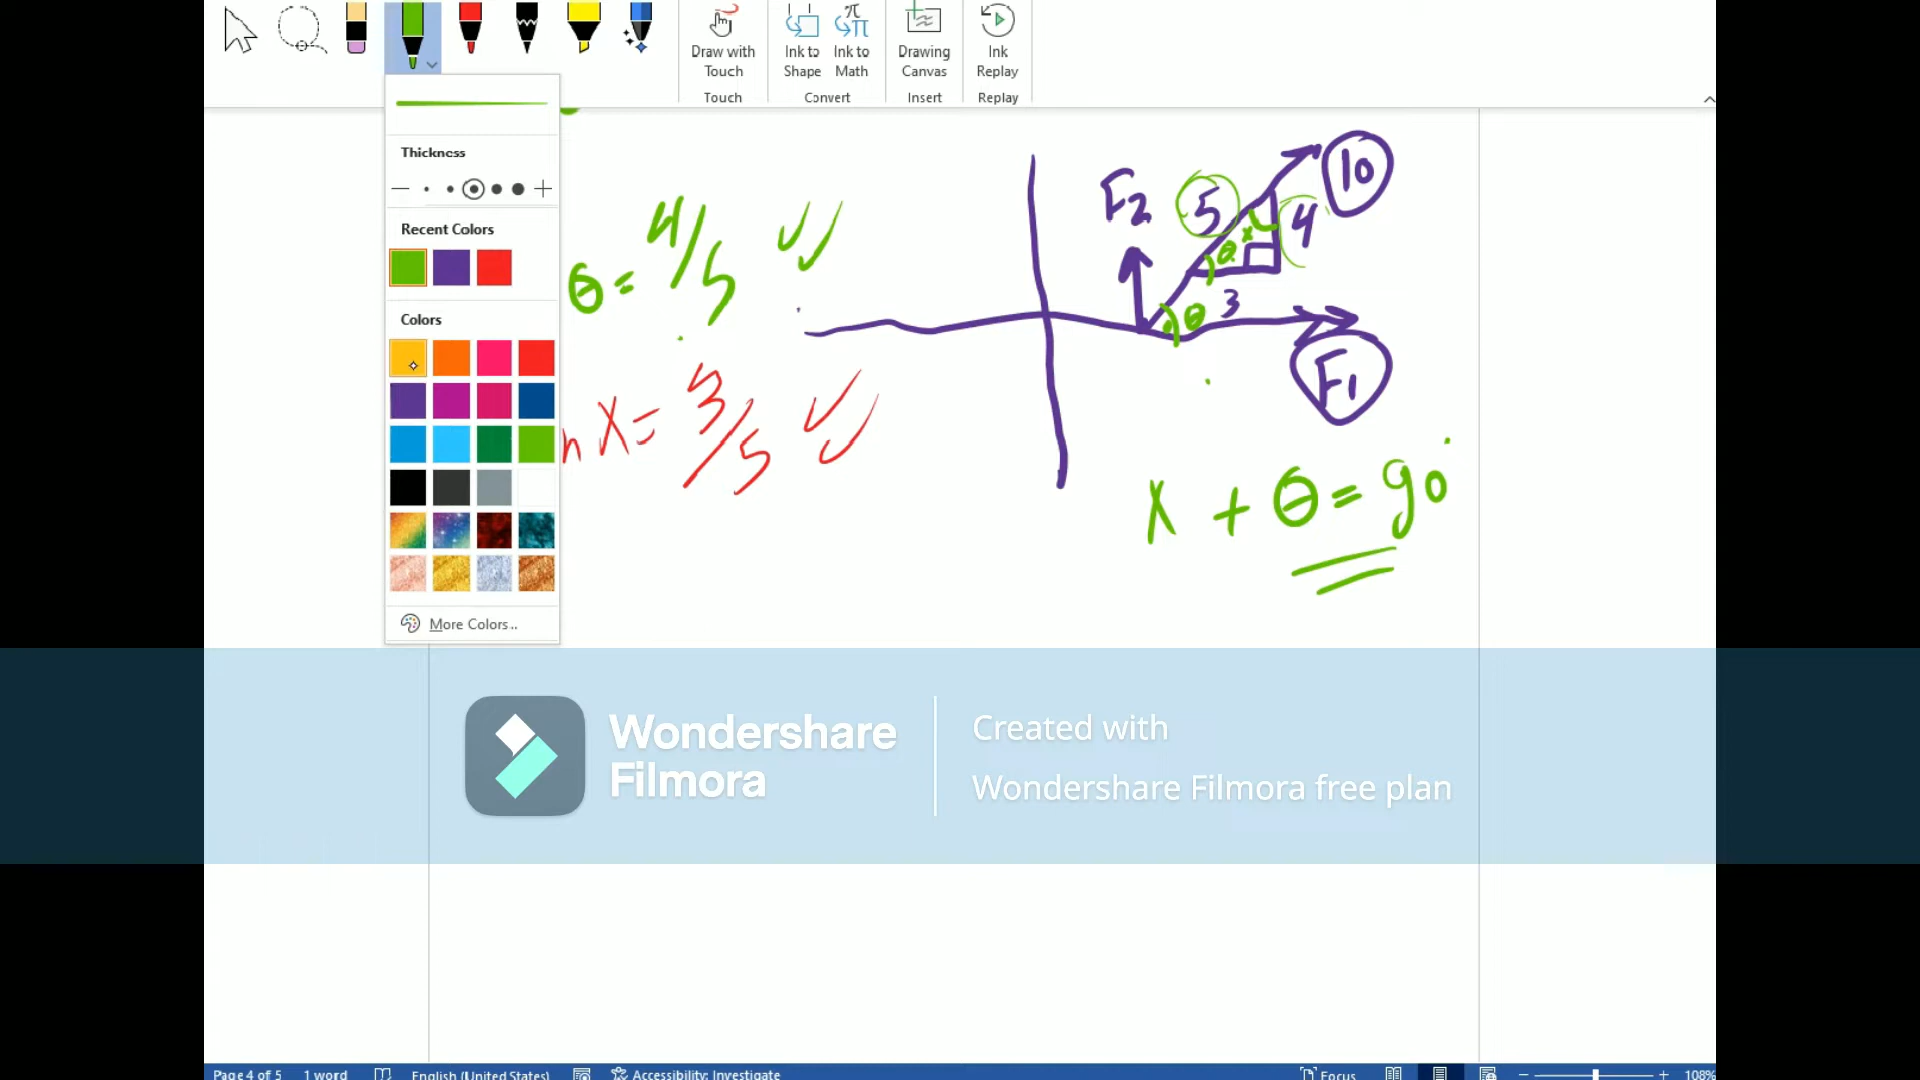 Draw with Touch
Ink to Shape
Ink to Math
Drawing Canvas
Ink Replay
Touch
Convert
Insert
Replay
Thickness
Recent Colors
Colors
More Colors..
θ = 4/5
n x = 3/5
F2
5
10
4
θ
x
3
θ
F1
x + θ = 90°
Wondershare
Filmora
Created with
Wondershare Filmora free plan
Page 4 of 5
1 word
English (United States)
Accessibility: Investigate
Focus
108%